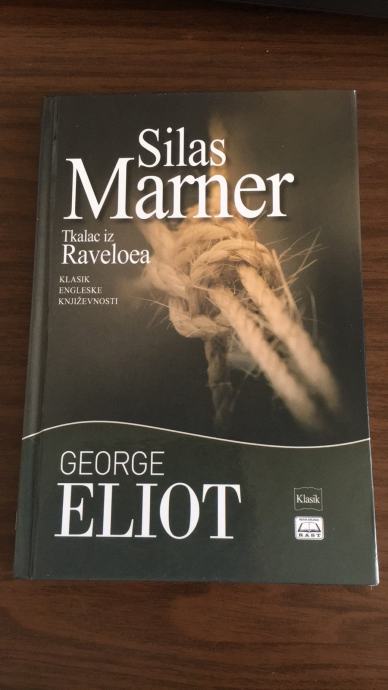 Silas
Marner
Tkalac iz
Raveloea
KLASIK
ENGLESKE
KNJIŽEVNOSTI
GEORGE
ELIOT
Klasik
RAST